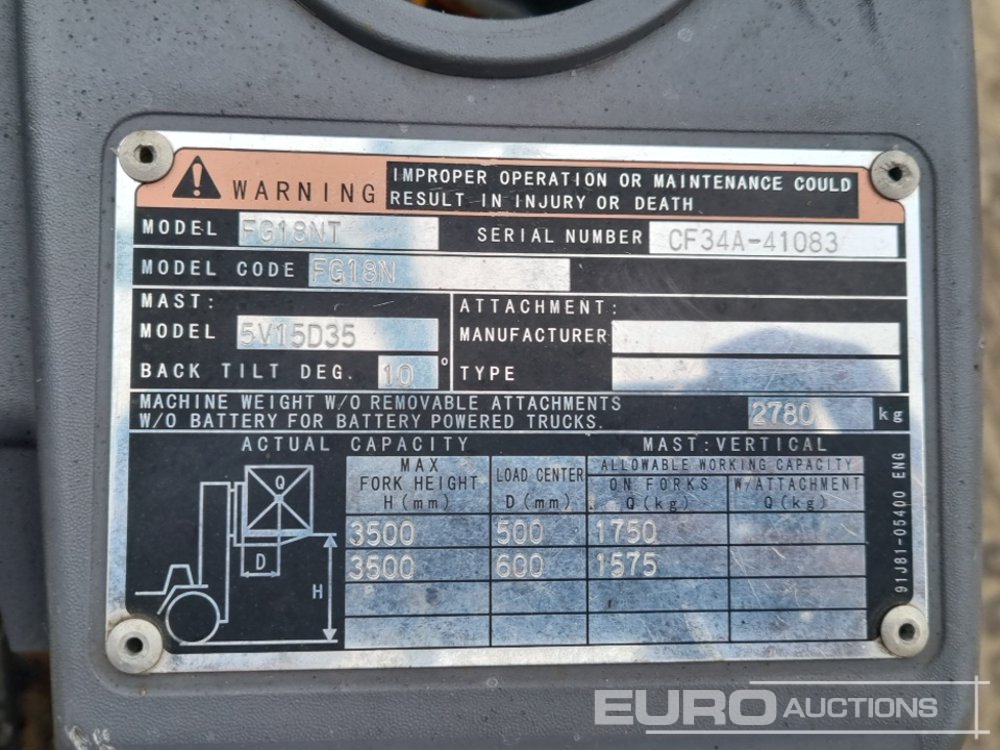 WARNING
IMPROPER OPERATION OR MAINTENANCE COULD
RESULT IN INJURY OR DEATH
MODEL FG18NT SERIAL NUMBER CF34A-41083
MODEL CODE FG18N
MAST: ATTACHMENT:
MODEL 5V15D35 MANUFACTURER
BACK TILT DEG. 10° TYPE
MACHINE WEIGHT W/O REMOVABLE ATTACHMENTS
W/O BATTERY FOR BATTERY POWERED TRUCKS. 2780 kg
ACTUAL CAPACITY MAST:VERTICAL
MAX
FORK HEIGHT
H(mm)
LOAD CENTER
D(mm)
ALLOWABLE WORKING CAPACITY
ON FORKS
Q(kg)
W/ATTACHMENT
Q(kg)
3500 500 1750
3500 600 1575
Q
D
H
91J81-05400 ENG
EURO AUCTIONS